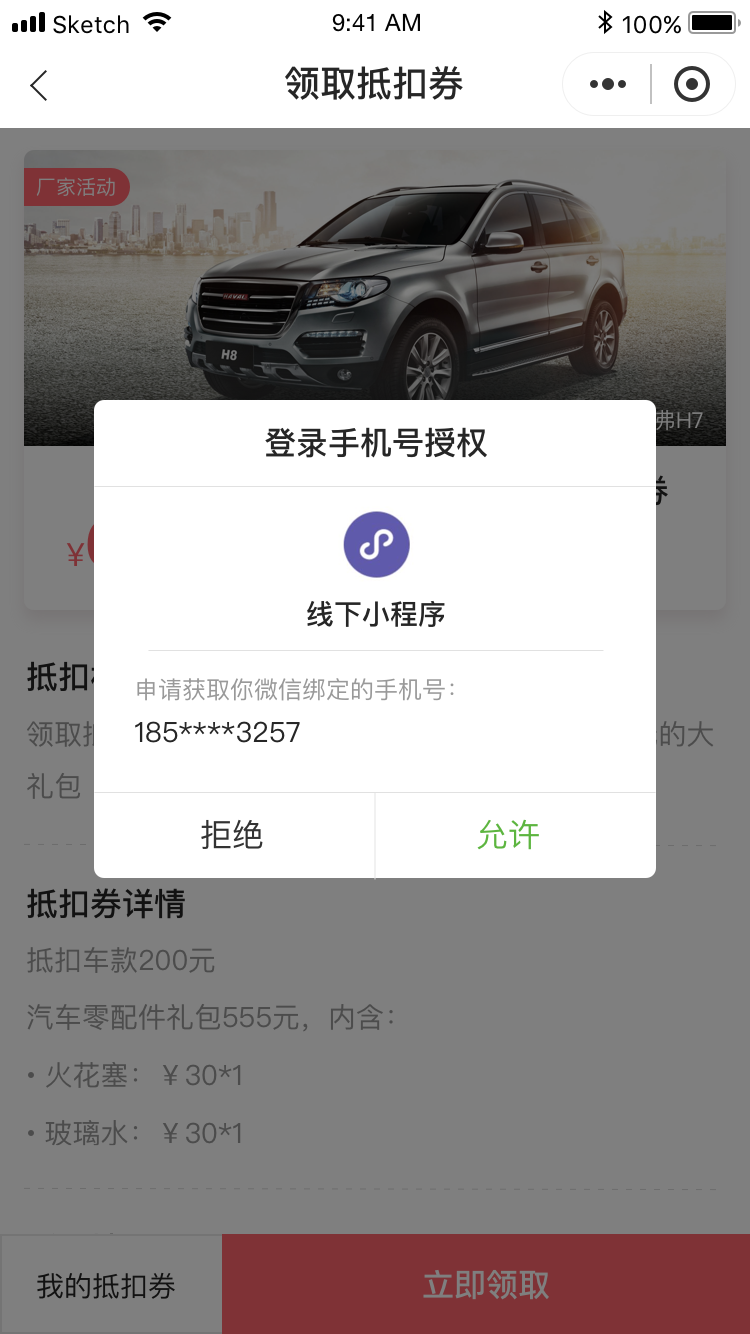 Sketch 9:41 AM 100%
领取抵扣券
厂家活动
HAVAL
H8
弗H7
券
¥
登录手机号授权
线下小程序
申请获取你微信绑定的手机号：
185****3257
拒绝 允许
抵扣
领取 的大
礼包
抵扣券详情
抵扣车款200元
汽车零配件礼包555元，内含：
• 火花塞： ￥30*1
• 玻璃水： ￥30*1
我的抵扣券 立即领取